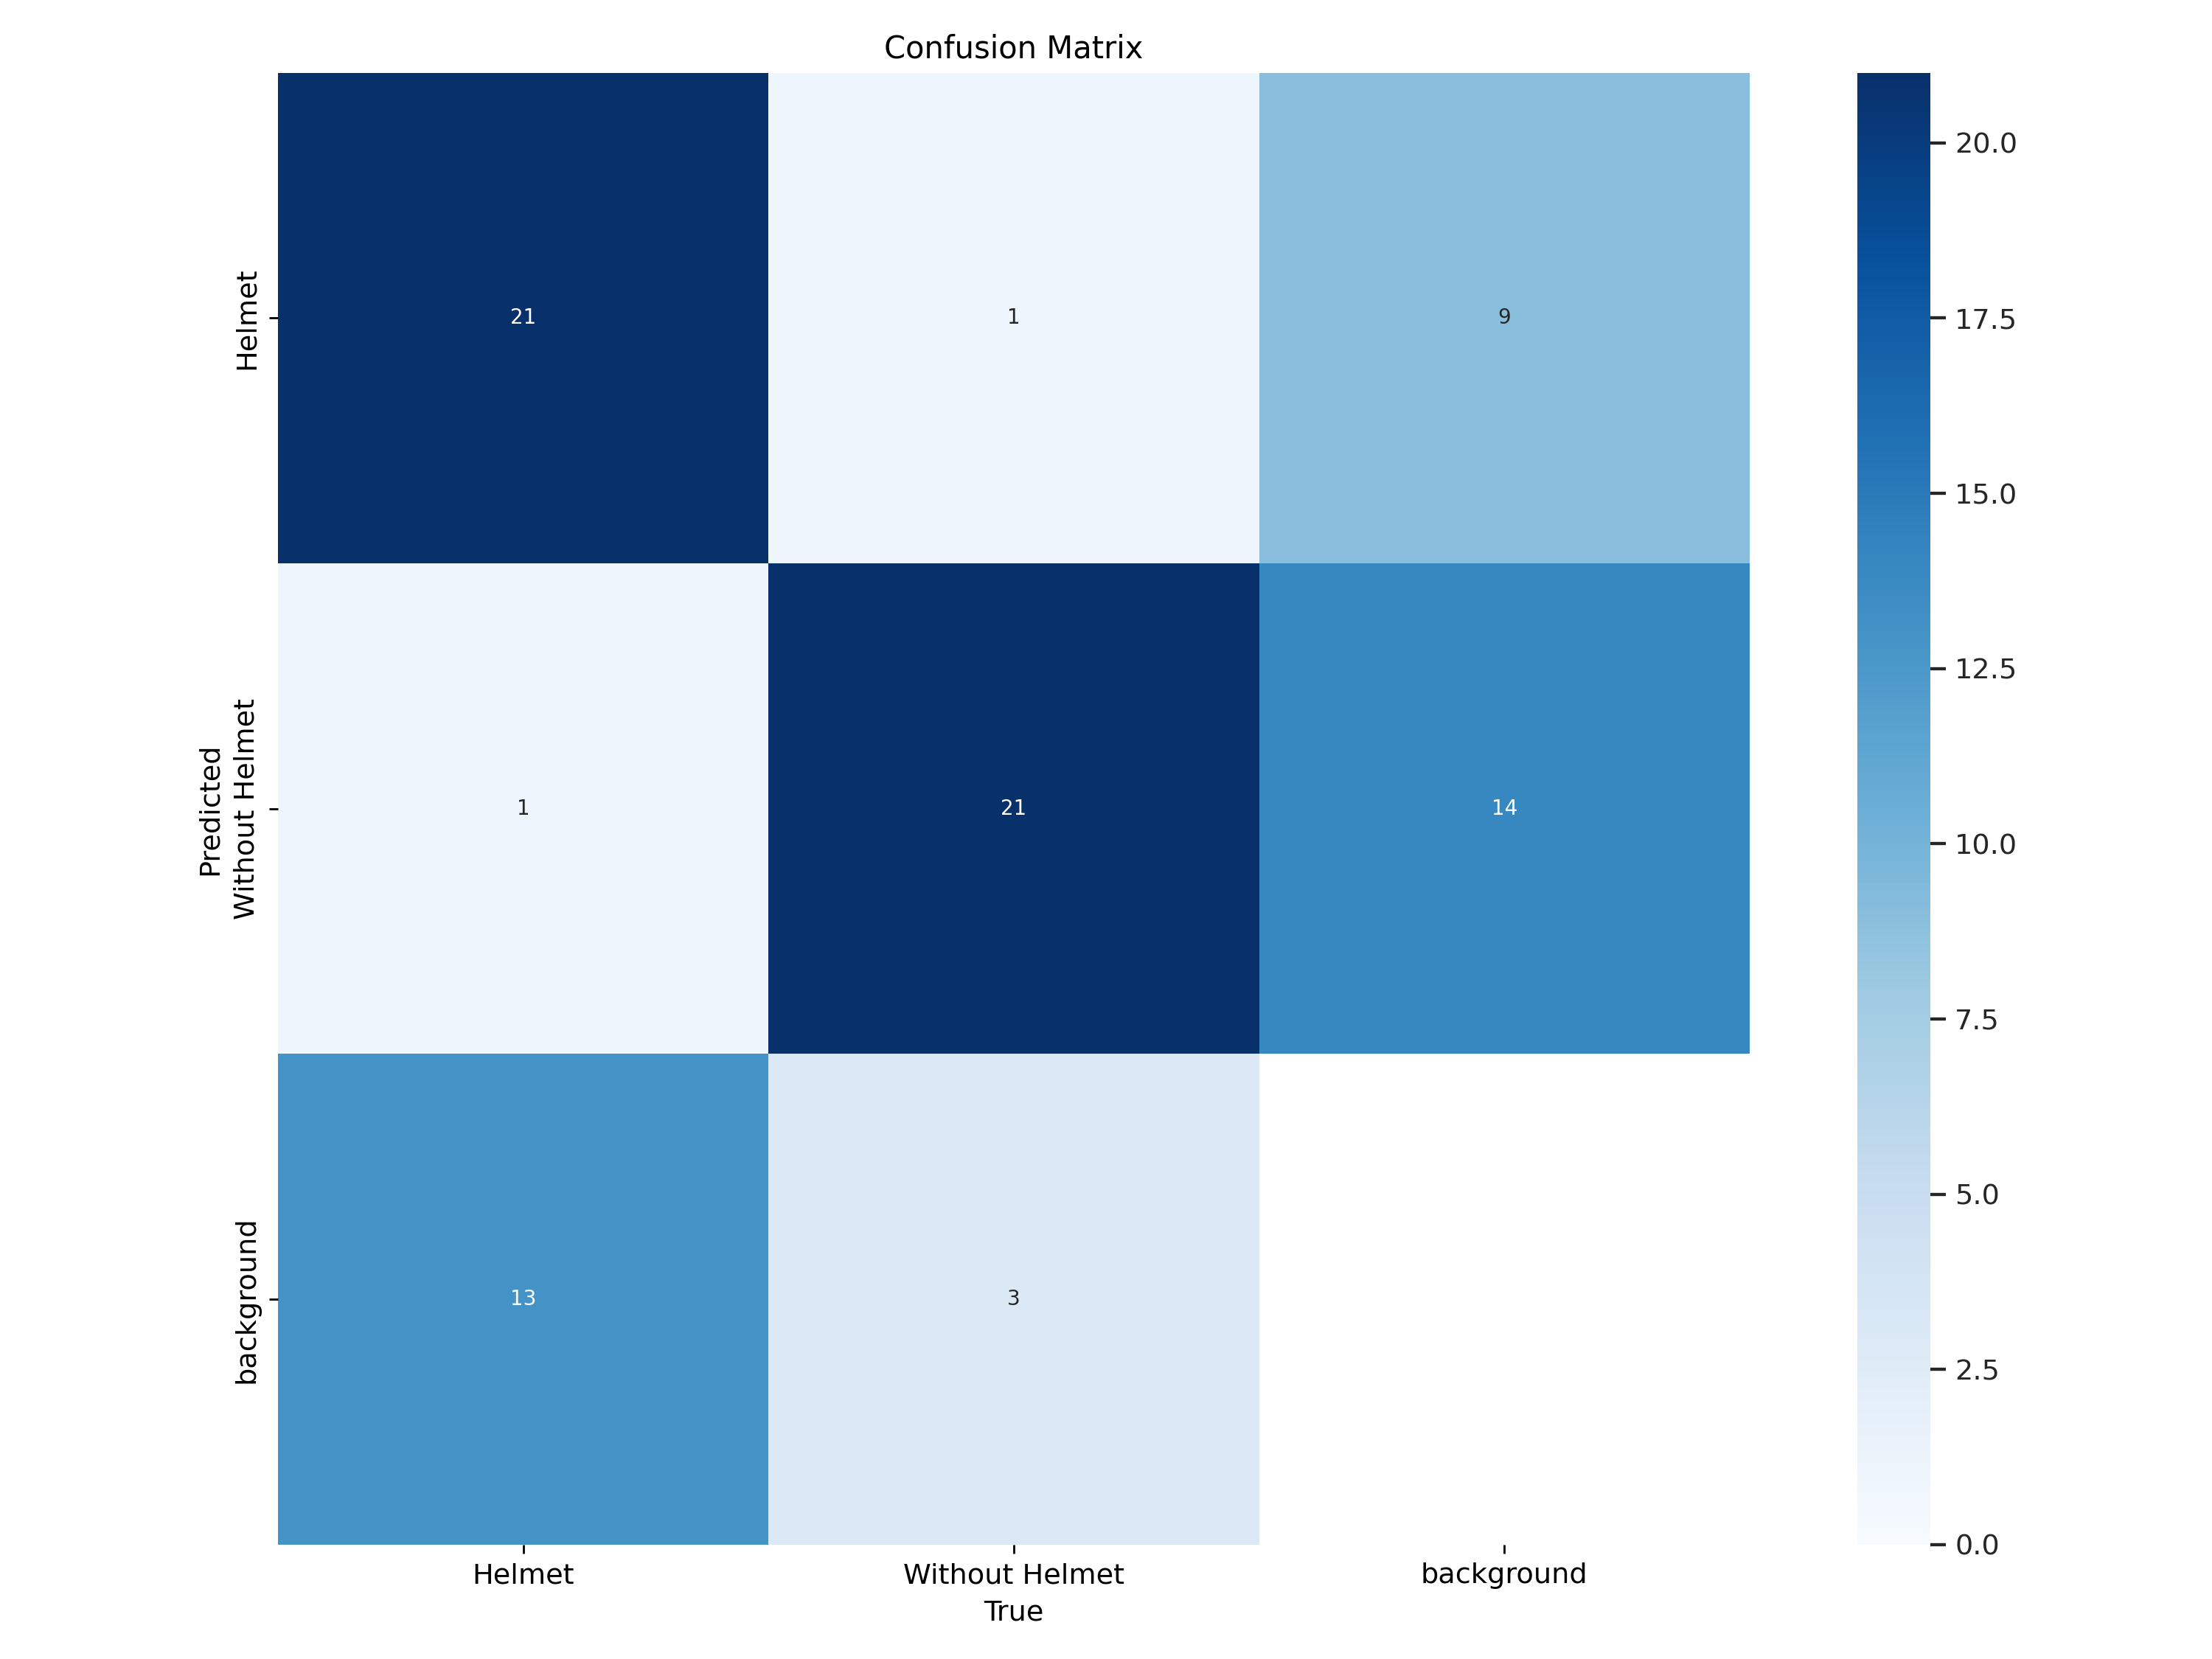 Confusion Matrix
Helmet
21
1
9
20.0
17.5
15.0
12.5
Predicted
Without Helmet
1
21
14
10.0
7.5
5.0
background
13
3
2.5
0.0
Helmet
Without Helmet
background
True